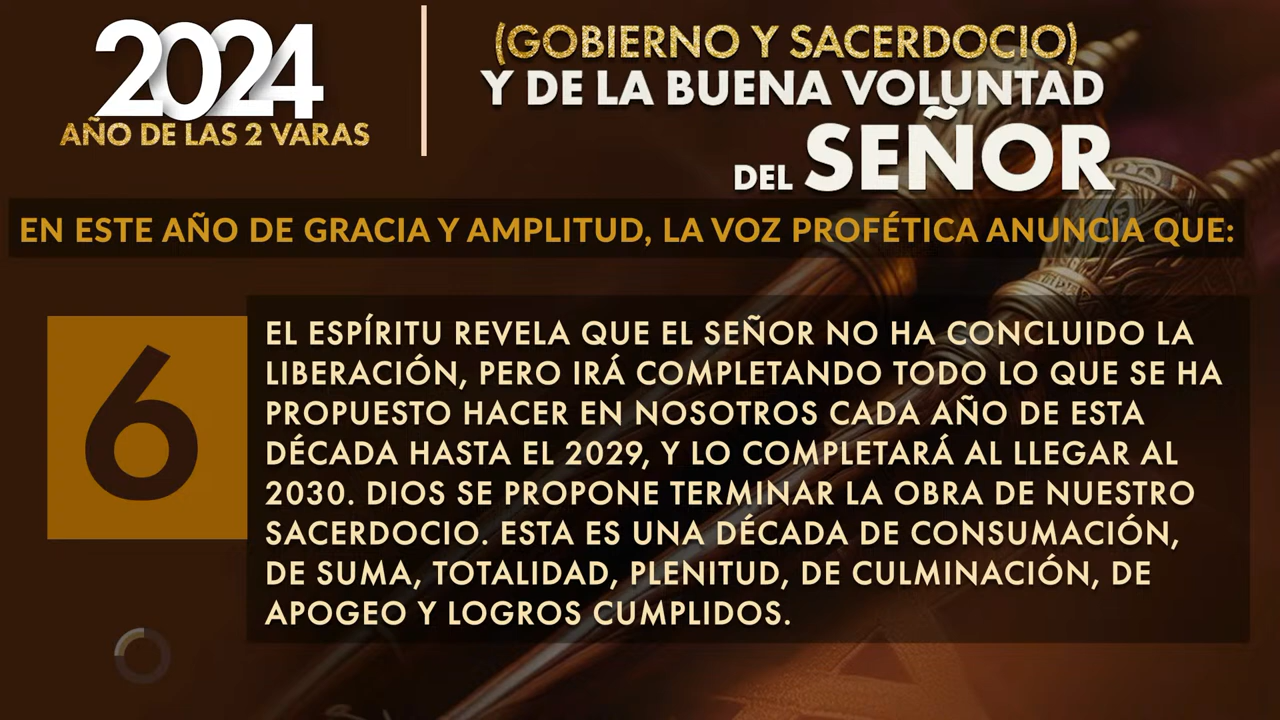 2024
AÑO DE LAS 2 VARAS
(GOBIERNO Y SACERDOCIO)
Y DE LA BUENA VOLUNTAD
DEL SEÑOR
EN ESTE AÑO DE GRACIA Y AMPLITUD, LA VOZ PROFÉTICA ANUNCIA QUE:
6
EL ESPÍRITU REVELA QUE EL SEÑOR NO HA CONCLUIDO LA
LIBERACIÓN, PERO IRÁ COMPLETANDO TODO LO QUE SE HA
PROPUESTO HACER EN NOSOTROS CADA AÑO DE ESTA
DÉCADA HASTA EL 2029, Y LO COMPLETARÁ AL LLEGAR AL
2030. DIOS SE PROPONE TERMINAR LA OBRA DE NUESTRO
SACERDOCIO. ESTA ES UNA DÉCADA DE CONSUMACIÓN,
DE SUMA, TOTALIDAD, PLENITUD, DE CULMINACIÓN, DE
APOGEO Y LOGROS CUMPLIDOS.